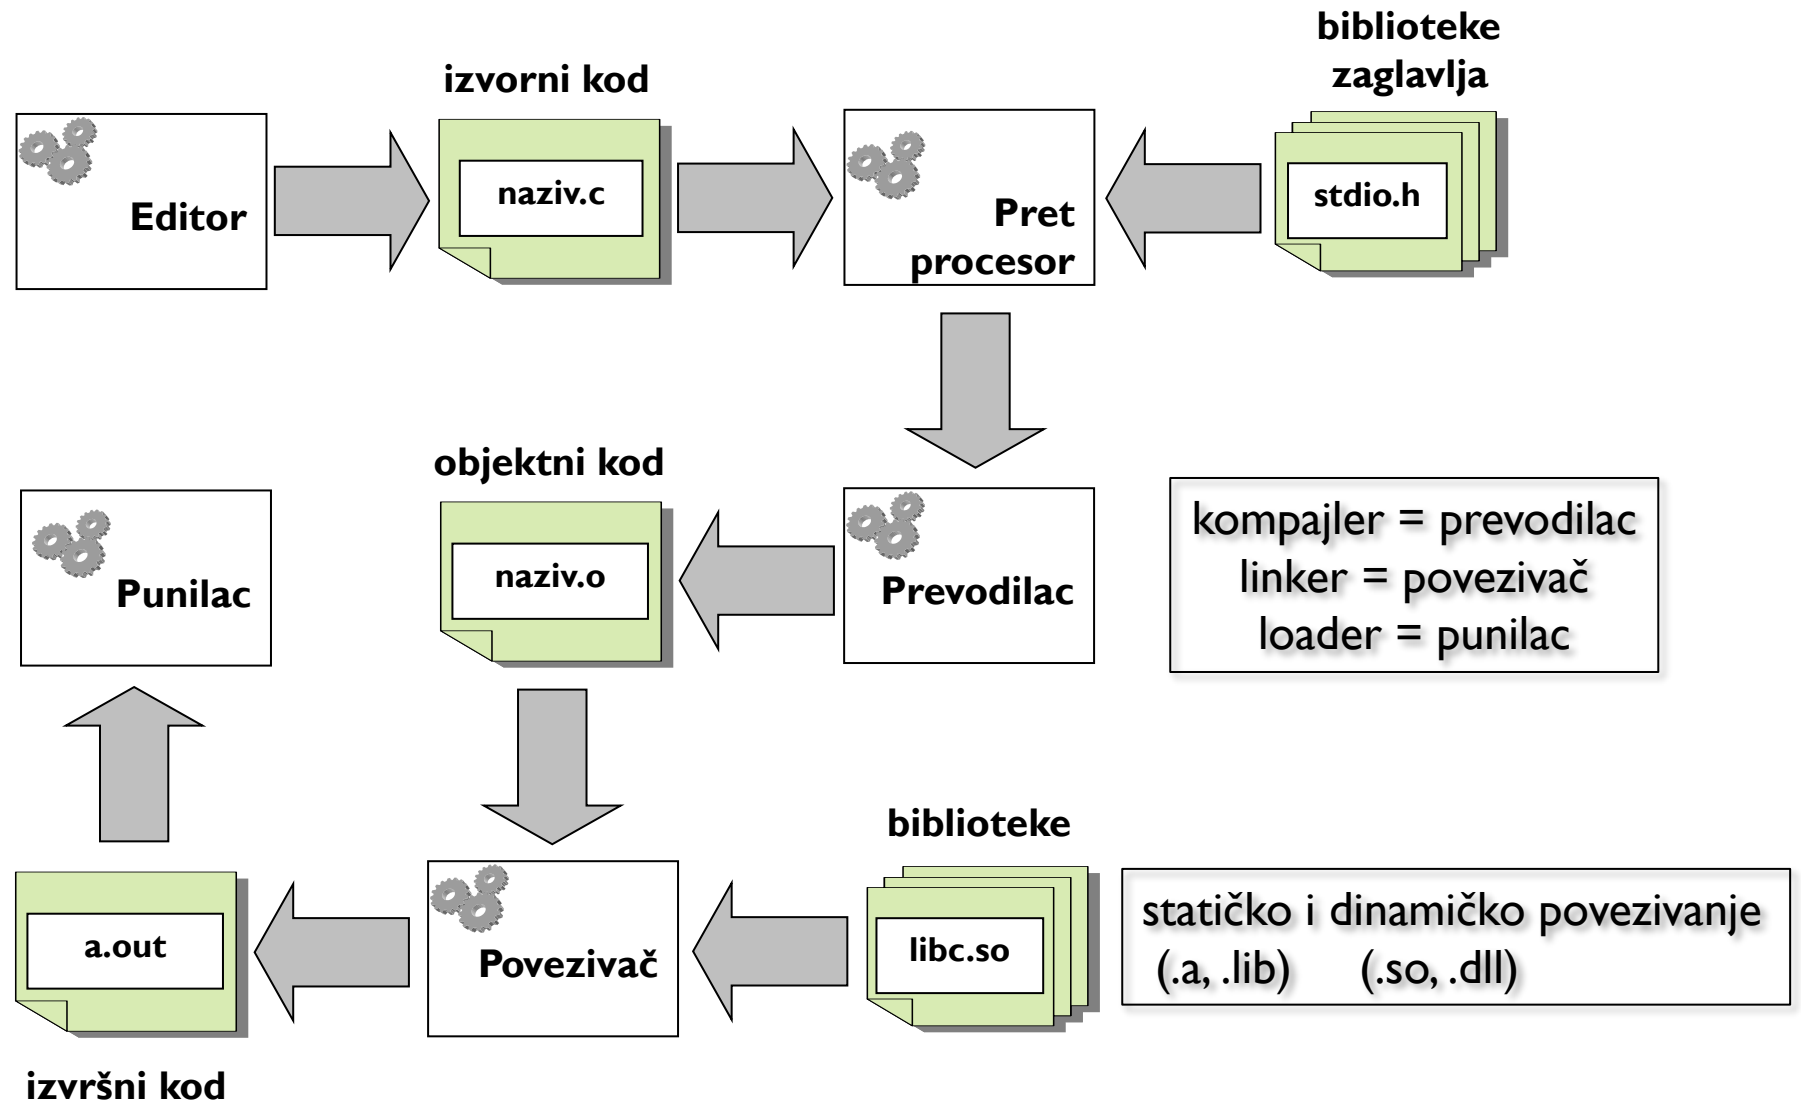 biblioteke
zaglavlja
izvorni kod
Editor
naziv.c
Pret
procesor
stdio.h
objektni kod
Punilac
naziv.o
Prevodilac
kompajler = prevodilac
linker = povezivač
loader = punilac
biblioteke
a.out
Povezivač
libc.so
statičko i dinamičko povezivanje
(.a, .lib) (.so, .dll)
izvršni kod